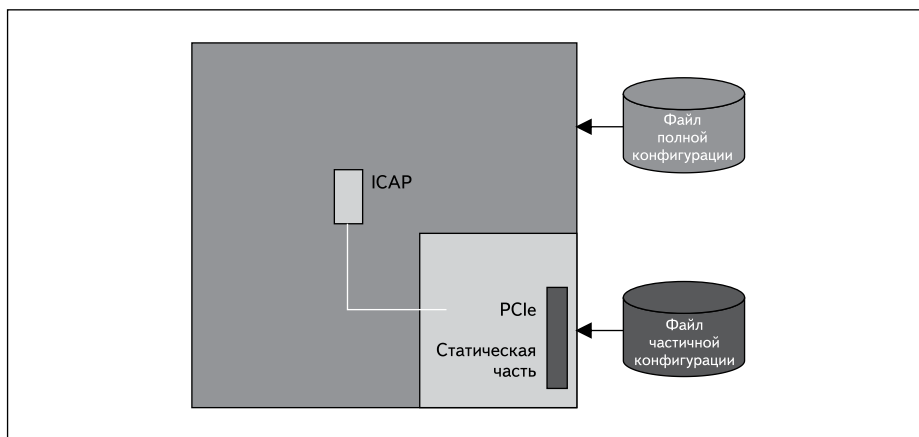 Файл
полной
конфигурации
ICAP
PCIe
Статическая
часть
Файл
частичной
конфигурации